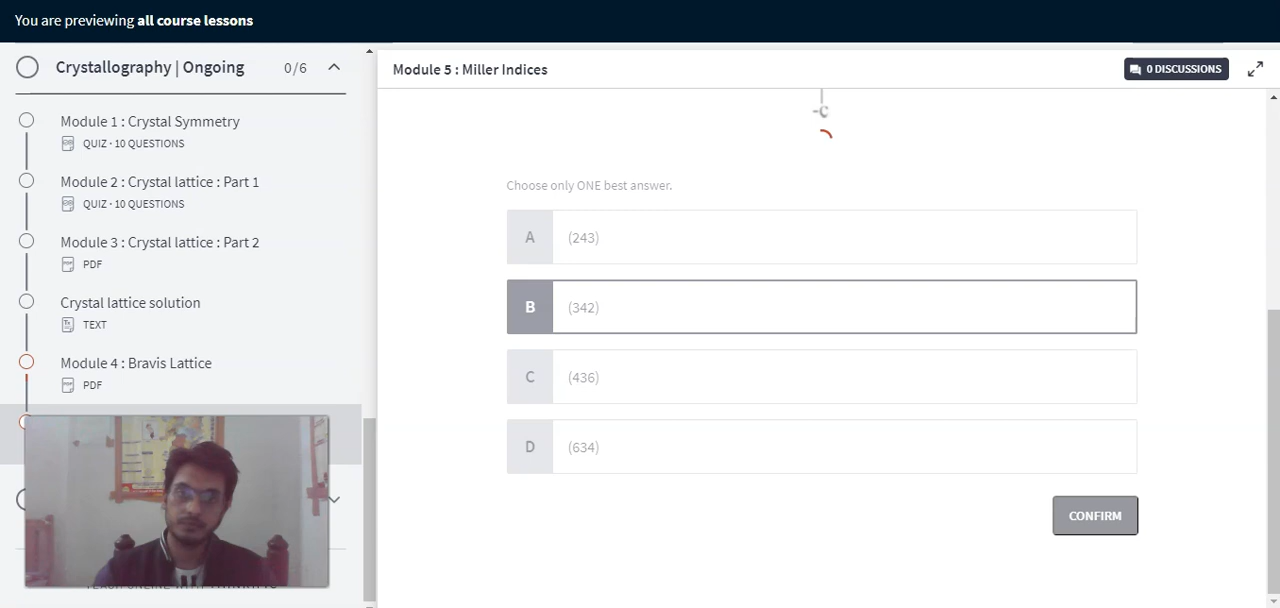 You are previewing all course lessons
Crystallography | Ongoing 0/6
Module 1 : Crystal Symmetry
QUIZ · 10 QUESTIONS
Module 2 : Crystal lattice : Part 1
QUIZ · 10 QUESTIONS
Module 3 : Crystal lattice : Part 2
PDF
Crystal lattice solution
TEXT
Module 4 : Bravis Lattice
PDF
Module 5 : Miller Indices
0 DISCUSSIONS
-c
Choose only ONE best answer.
A (243)
B (342)
C (436)
D (634)
CONFIRM